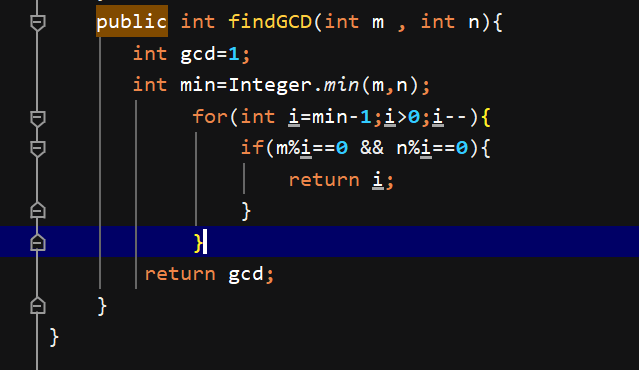 }
public int findGCD(int m , int n){
int gcd=1;
int min=Integer.min(m,n);
for(int i=min-1;i>0;i--){
if(m%i==0 && n%i==0){
return i;
}
}
return gcd;
}
}